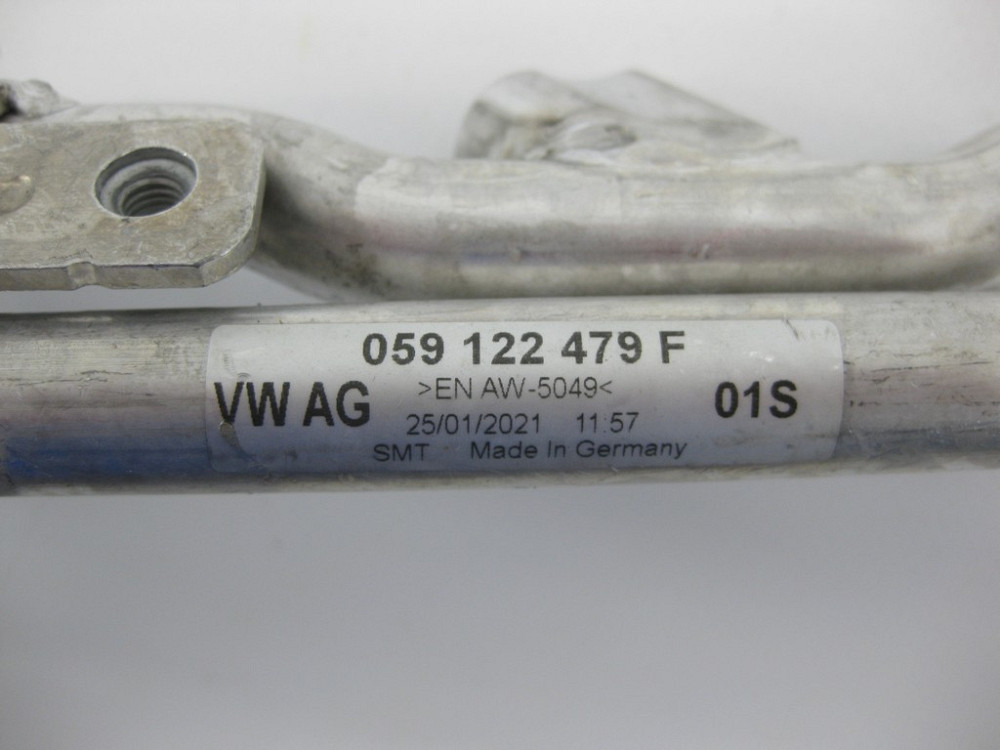 059 122 479 F
VW AG >EN AW-5049< 01S
25/01/2021 11:57
SMT Made In Germany